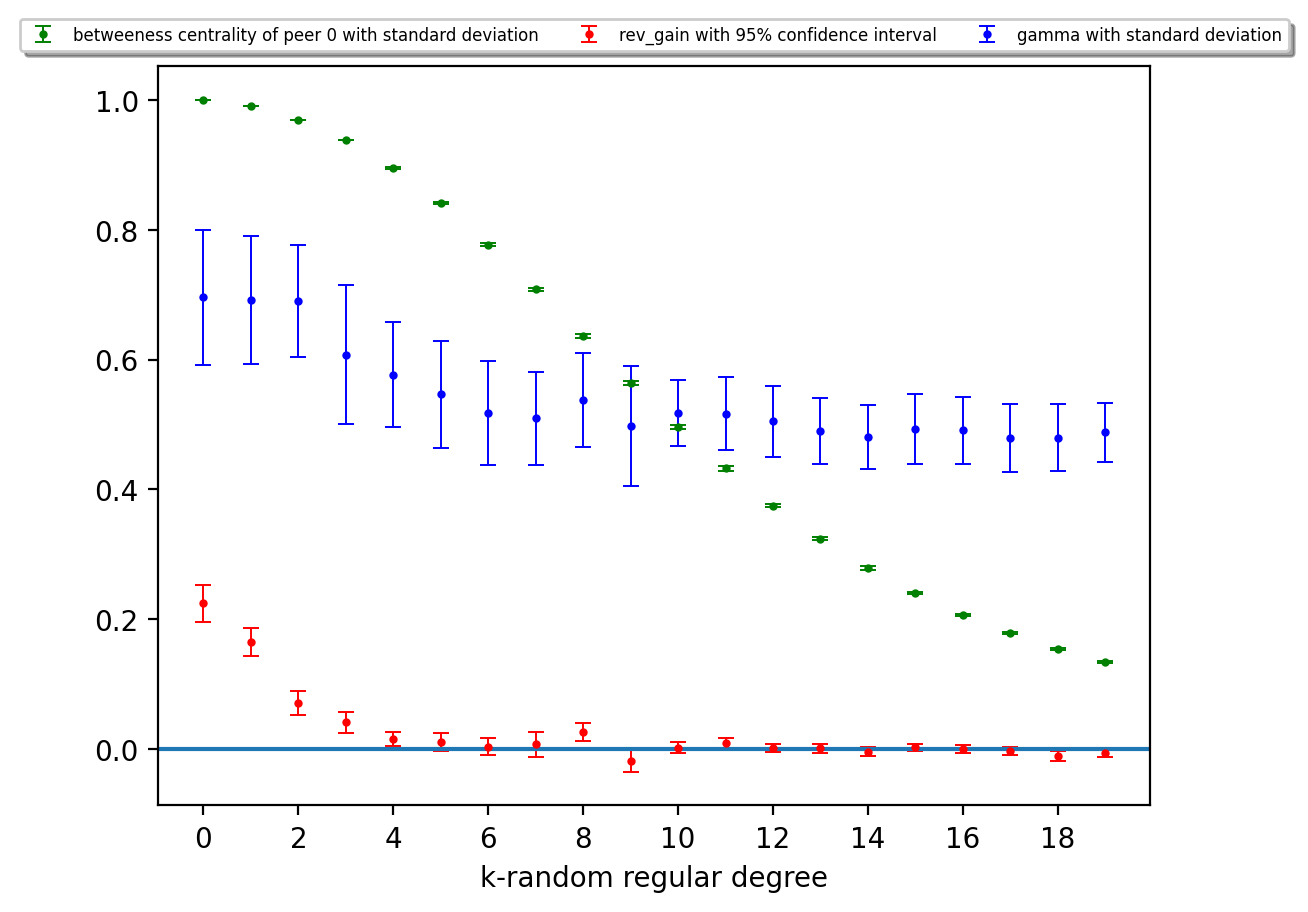 betweeness centrality of peer 0 with standard deviation rev_gain with 95% confidence interval gamma with standard deviation
1.0
0.8
0.6
0.4
0.2
0.0
0 2 4 6 8 10 12 14 16 18
k-random regular degree